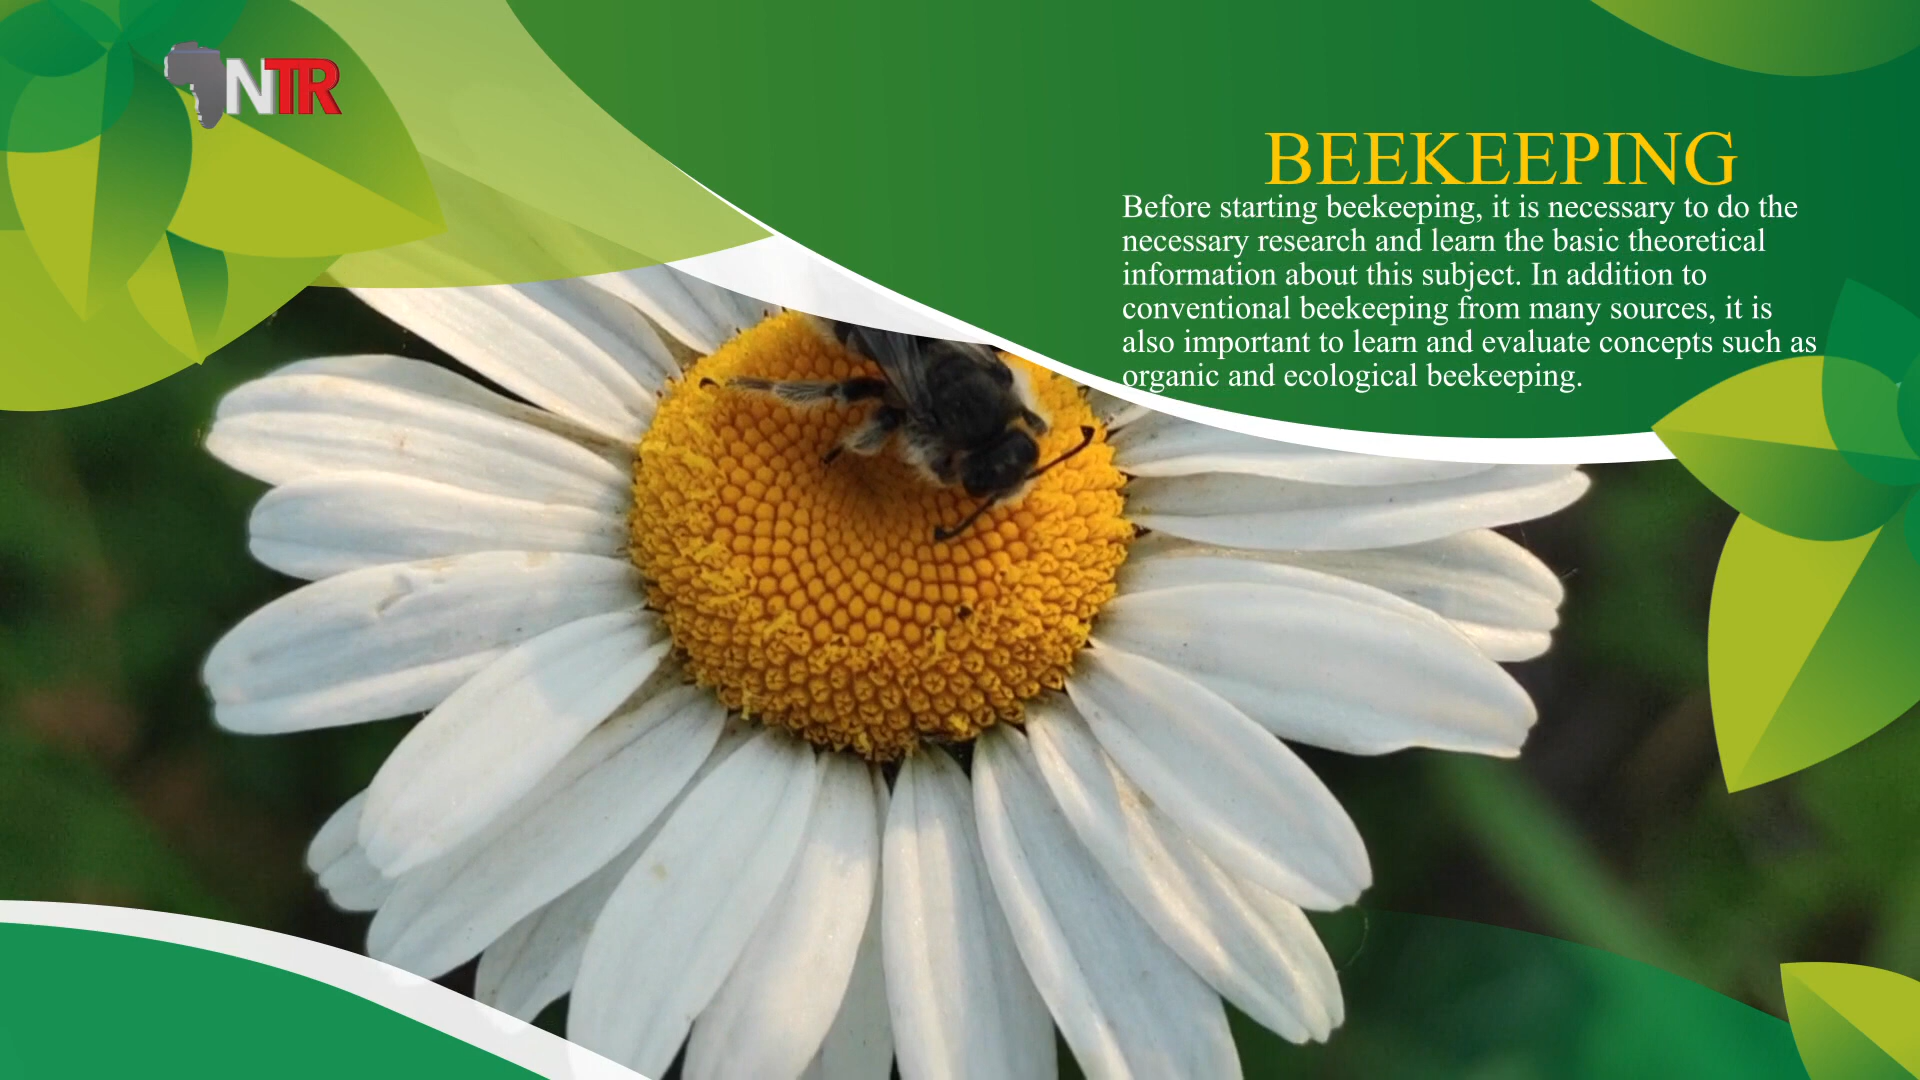 NTR
BEEKEEPING
Before starting beekeeping, it is necessary to do the
necessary research and learn the basic theoretical
information about this subject. In addition to
conventional beekeeping from many sources, it is
also important to learn and evaluate concepts such as
organic and ecological beekeeping.